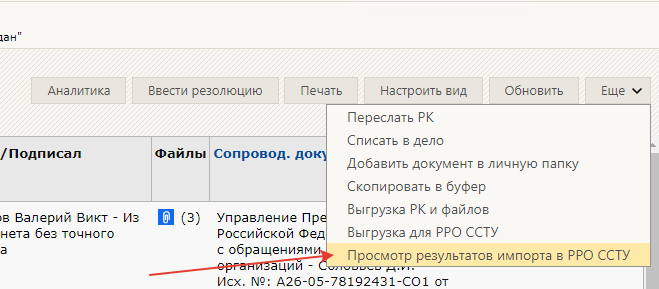 дан"
Аналитика Ввести резолюцию Печать Настроить вид Обновить Еще
Переслать РК
Списать в дело
Добавить документ в личную папку
Скопировать в буфер
Выгрузка РК и файлов
Выгрузка для РРО ССТУ
Просмотр результатов импорта в РРО ССТУ
/Подписал Файлы Сопровод. доку
ов Валерий Викт - Из
нета без точного
а
(3)
Управление Пре
Российской Феде
с обращениями
организаций - Соловьев Д.И.
Исх. №: А26-05-78192431-СО1 от